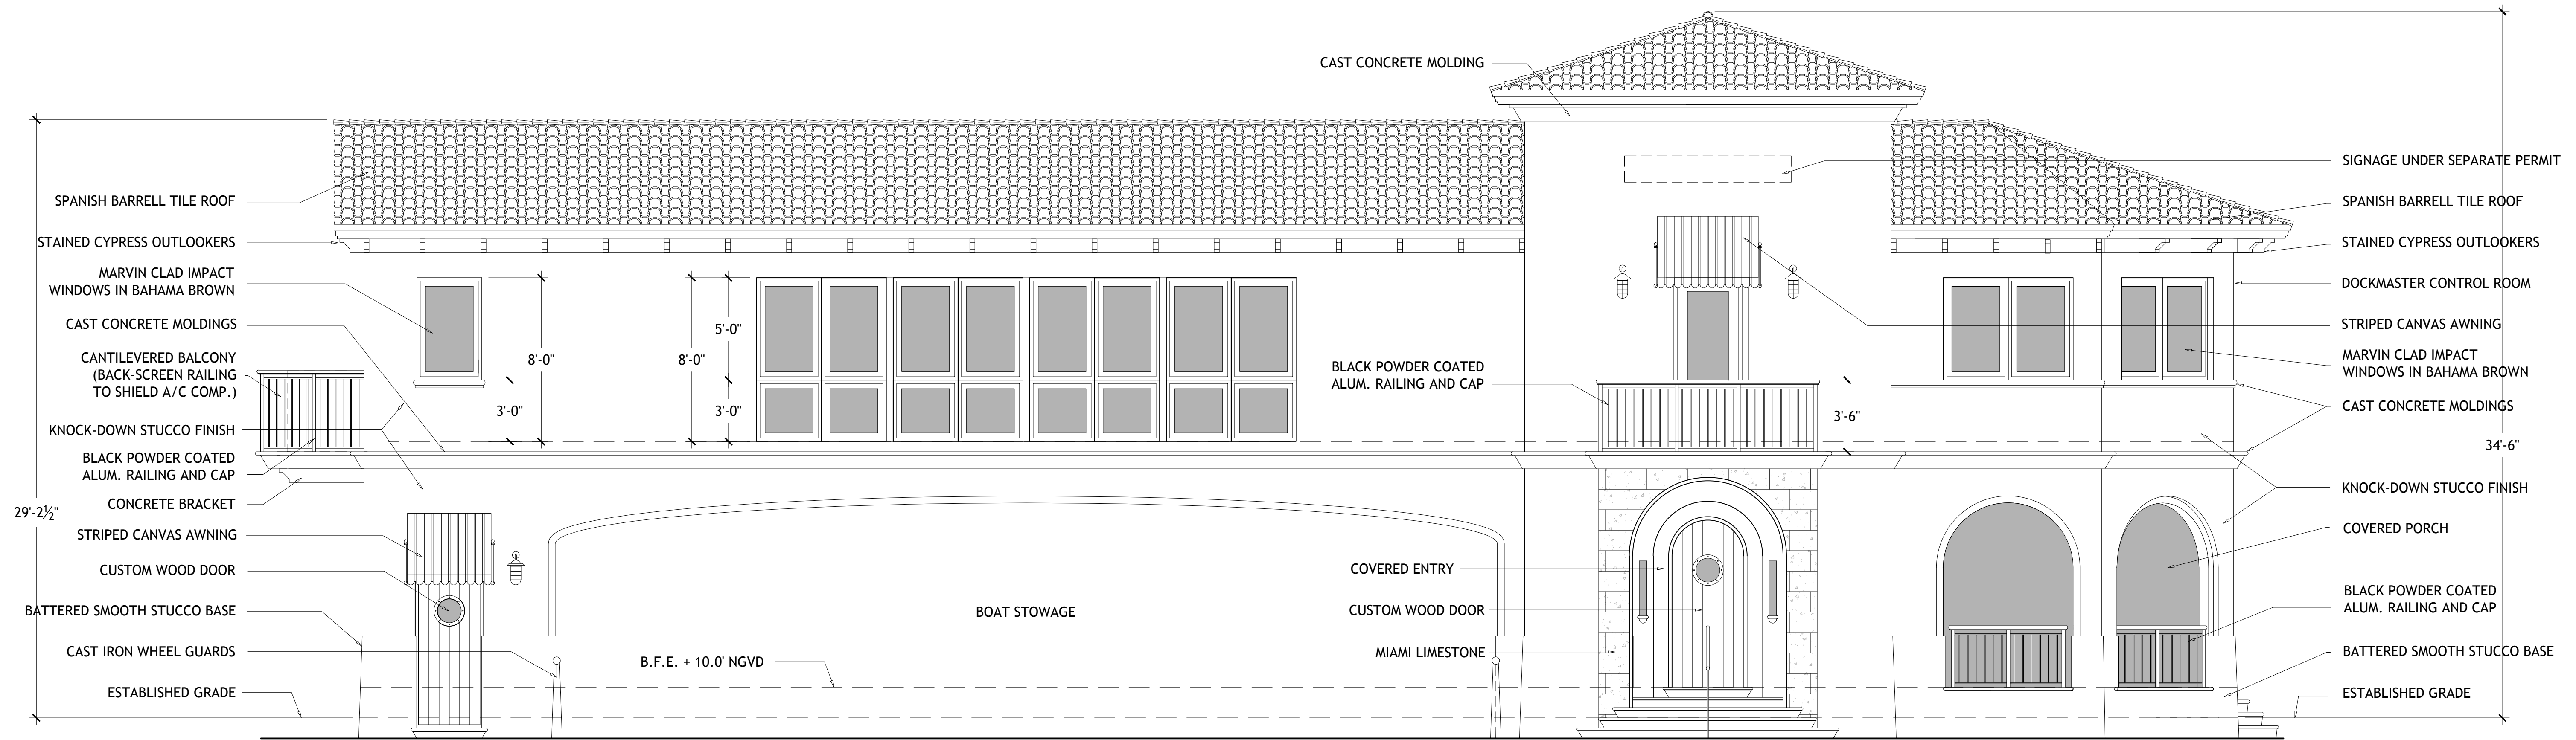 CAST CONCRETE MOLDING
SPANISH BARRELL TILE ROOF
STAINED CYPRESS OUTLOOKERS
MARVIN CLAD IMPACT
WINDOWS IN BAHAMA BROWN
CAST CONCRETE MOLDINGS
CANTILEVERED BALCONY
(BACK-SCREEN RAILING
TO SHIELD A/C COMP.)
KNOCK-DOWN STUCCO FINISH
BLACK POWDER COATED
ALUM. RAILING AND CAP
CONCRETE BRACKET
29'-2½"
STRIPED CANVAS AWNING
CUSTOM WOOD DOOR
BATTERED SMOOTH STUCCO BASE
CAST IRON WHEEL GUARDS
ESTABLISHED GRADE
8'-0"
3'-0"
8'-0"
5'-0"
3'-0"
BOAT STOWAGE
B.F.E. + 10.0' NGVD
BLACK POWDER COATED
ALUM. RAILING AND CAP
3'-6"
COVERED ENTRY
CUSTOM WOOD DOOR
MIAMI LIMESTONE
SIGNAGE UNDER SEPARATE PERMIT
SPANISH BARRELL TILE ROOF
STAINED CYPRESS OUTLOOKERS
DOCKMASTER CONTROL ROOM
STRIPED CANVAS AWNING
MARVIN CLAD IMPACT
WINDOWS IN BAHAMA BROWN
CAST CONCRETE MOLDINGS
34'-6"
KNOCK-DOWN STUCCO FINISH
COVERED PORCH
BLACK POWDER COATED
ALUM. RAILING AND CAP
BATTERED SMOOTH STUCCO BASE
ESTABLISHED GRADE